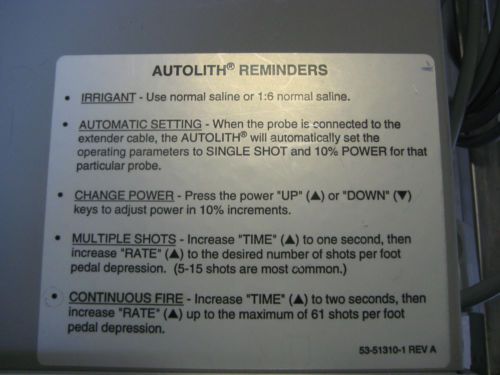 AUTOLITH® REMINDERS
• IRRIGANT - Use normal saline or 1:6 normal saline.
• AUTOMATIC SETTING - When the probe is connected to the
extender cable, the AUTOLITH® will automatically set the
operating parameters to SINGLE SHOT and 10% POWER for that
particular probe.
• CHANGE POWER - Press the power "UP" (▲) or "DOWN" (▼)
keys to adjust power in 10% increments.
• MULTIPLE SHOTS - Increase "TIME" (▲) to one second, then
increase "RATE" (▲) to the desired number of shots per foot
pedal depression. (5-15 shots are most common.)
• CONTINUOUS FIRE - Increase "TIME" (▲) to two seconds, then
increase "RATE" (▲) up to the maximum of 61 shots per foot
pedal depression.
53-51310-1 REV A